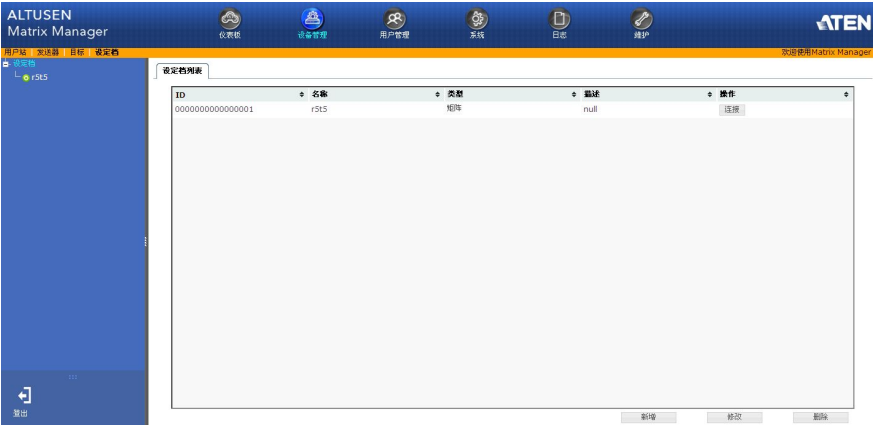 ALTUSEN
Matrix Manager
仪表板
设备管理
用户管理
系统
日志
维护
ATEN
用户站 发送器 目标 设定档
欢迎使用Matrix Manager
设定档
r5t5
设定档列表
ID 名称 类型 描述 操作
0000000000000001 r5t5 矩阵 null 连接
登出
新增 修改 删除